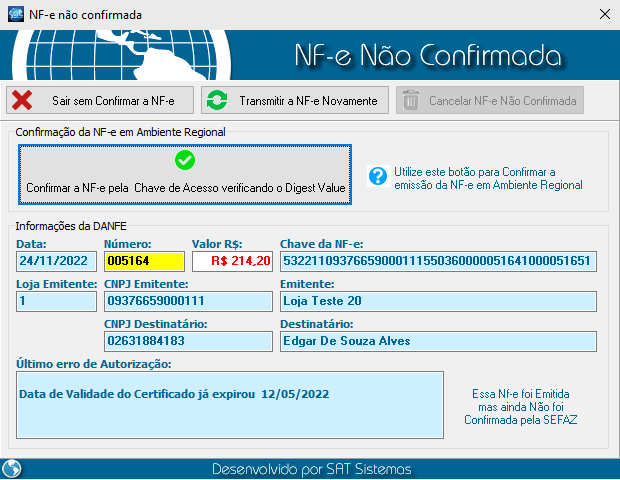 NF-e não confirmada
NF-e Não Confirmada
Sair sem Confirmar a NF-e
Transmitir a NF-e Novamente
Cancelar NF-e Não Confirmada
Confirmação da NF-e em Ambiente Regional
Confirmar a NF-e pela Chave de Acesso verificando o Digest Value
Utilize este botão para Confirmar a
emissão da NF-e em Ambiente Regional
Informações da DANFE
Data: Número: Valor R$: Chave da NF-e:
24/11/2022 005164 R$ 214,20 53221109376659000111550360000051641000051651
Loja Emitente: CNPJ Emitente: Emitente:
1 09376659000111 Loja Teste 20
CNPJ Destinatário: Destinatário:
02631884183 Edgar De Souza Alves
Último erro de Autorização:
Data de Validade do Certificado já expirou 12/05/2022
Essa Nf-e foi Emitida
mas ainda Não foi
Confirmada pela SEFAZ
Desenvolvido por SAT Sistemas